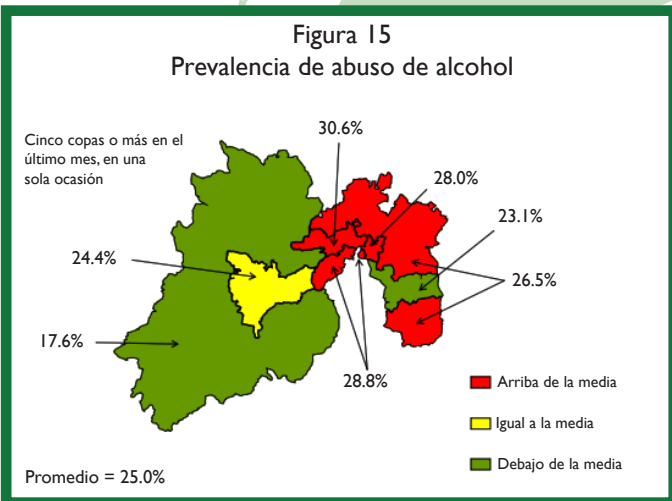 Figura 15
Prevalencia de abuso de alcohol
Cinco copas o más en el
último mes, en una
sola ocasión
30.6%
28.0%
23.1%
24.4%
26.5%
17.6%
28.8%
Arriba de la media
Igual a la media
Debajo de la media
Promedio = 25.0%